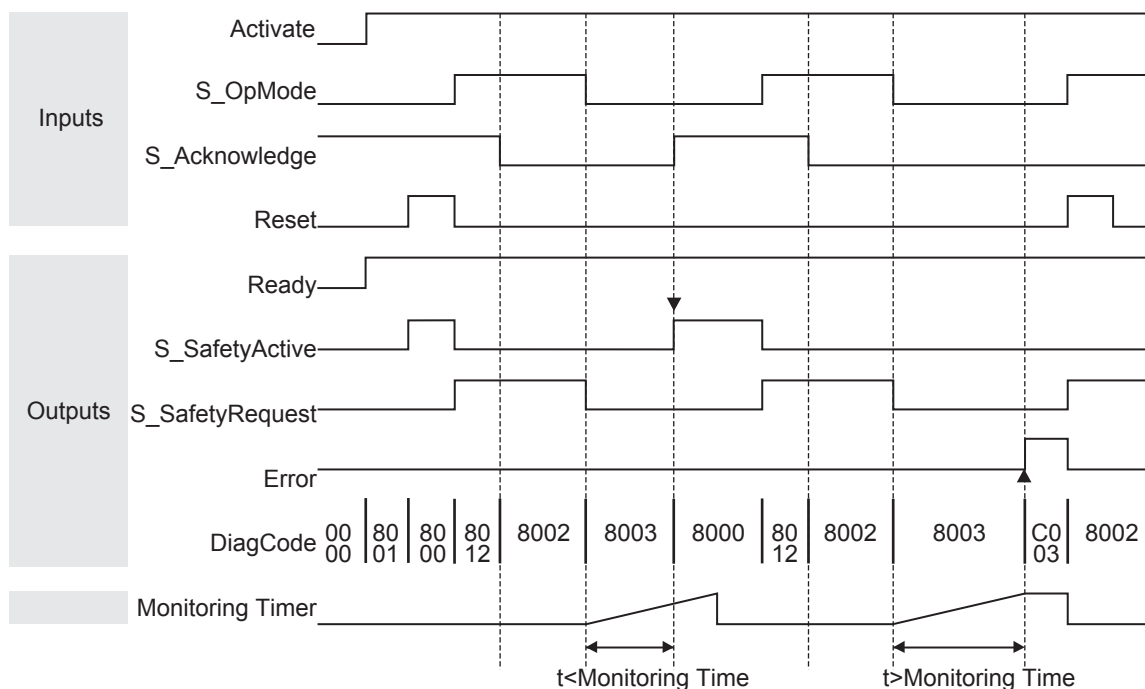 Inputs
Activate
S_OpMode
S_Acknowledge
Reset
Outputs
Ready
S_SafetyActive
S_SafetyRequest
Error
DiagCode
00
00
80
01
80
00
80
12
8002
8003
8000
80
12
8002
8003
C0
03
8002
Monitoring Timer
t<Monitoring Time
t>Monitoring Time